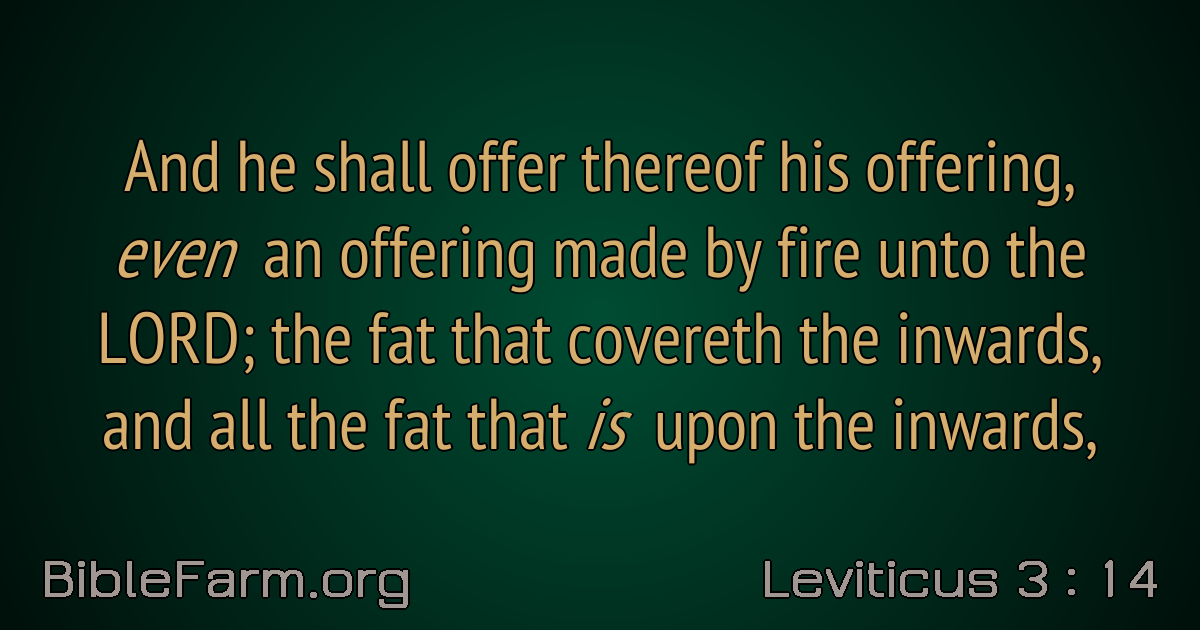 And he shall offer thereof his offering,
even an offering made by fire unto the
LORD; the fat that covereth the inwards,
and all the fat that is upon the inwards,
BibleFarm.org
Leviticus 3 : 14